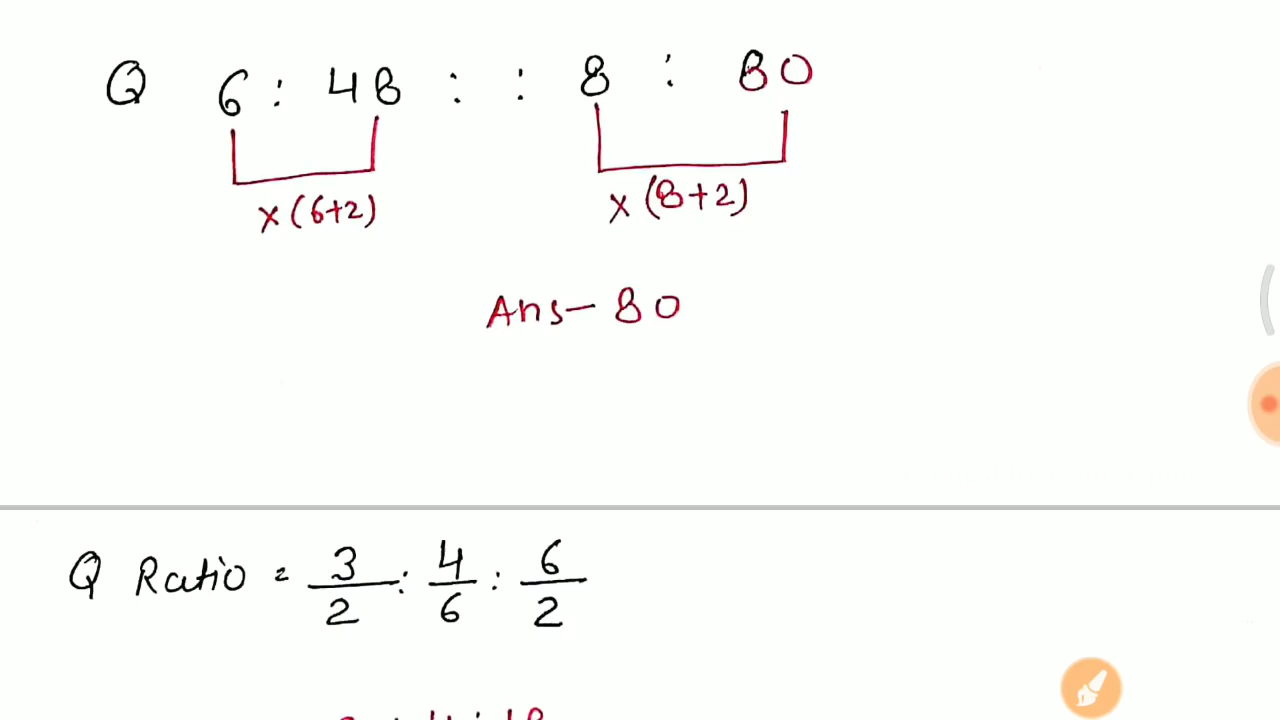 Q 6 : 48 : : 8 : 80
×(6+2) ×(8+2)
Ans- 80
Q Ratio = 3/2 : 4/6 : 6/2